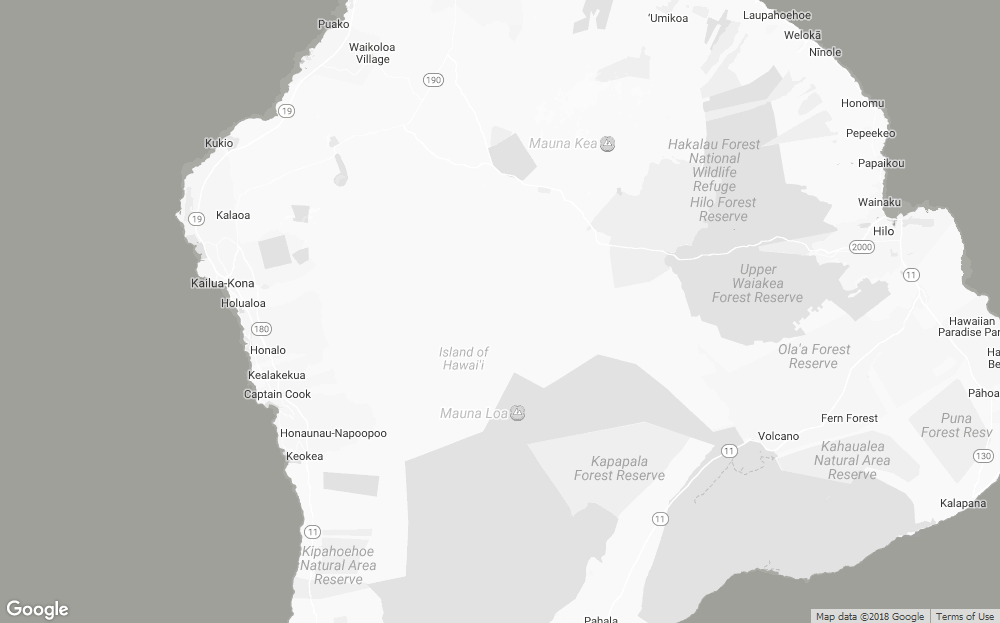 Puako
ʻUmikoa
Laupahoehoe
Welokā
Waikoloa
Village
Ninole
190
19
Honomu
Kukio
Mauna Kea
Hakalau Forest
National
Wildlife
Refuge
Pepeekeo
Papaikou
Hilo Forest
Reserve
Wainaku
19
Kalaoa
Hilo
2000
Kailua-Kona
Upper
Waiakea
Forest Reserve
11
Holualoa
180
Hawaiian
Paradise Par
Honalo
Island of
Hawai'i
Ola'a Forest
Reserve
Ha
Be
Kealakekua
Captain Cook
Pāhoa
Mauna Loa
Fern Forest
Puna
Forest Resv
Honaunau-Napoopoo
Volcano
Keokea
11
Kahaualea
Natural Area
Reserve
130
Kapapala
Forest Reserve
Kalapana
11
11
Kipahoehoe
Natural Area
Reserve
Google
Pahala
Map data ©2018 Google
Terms of Use